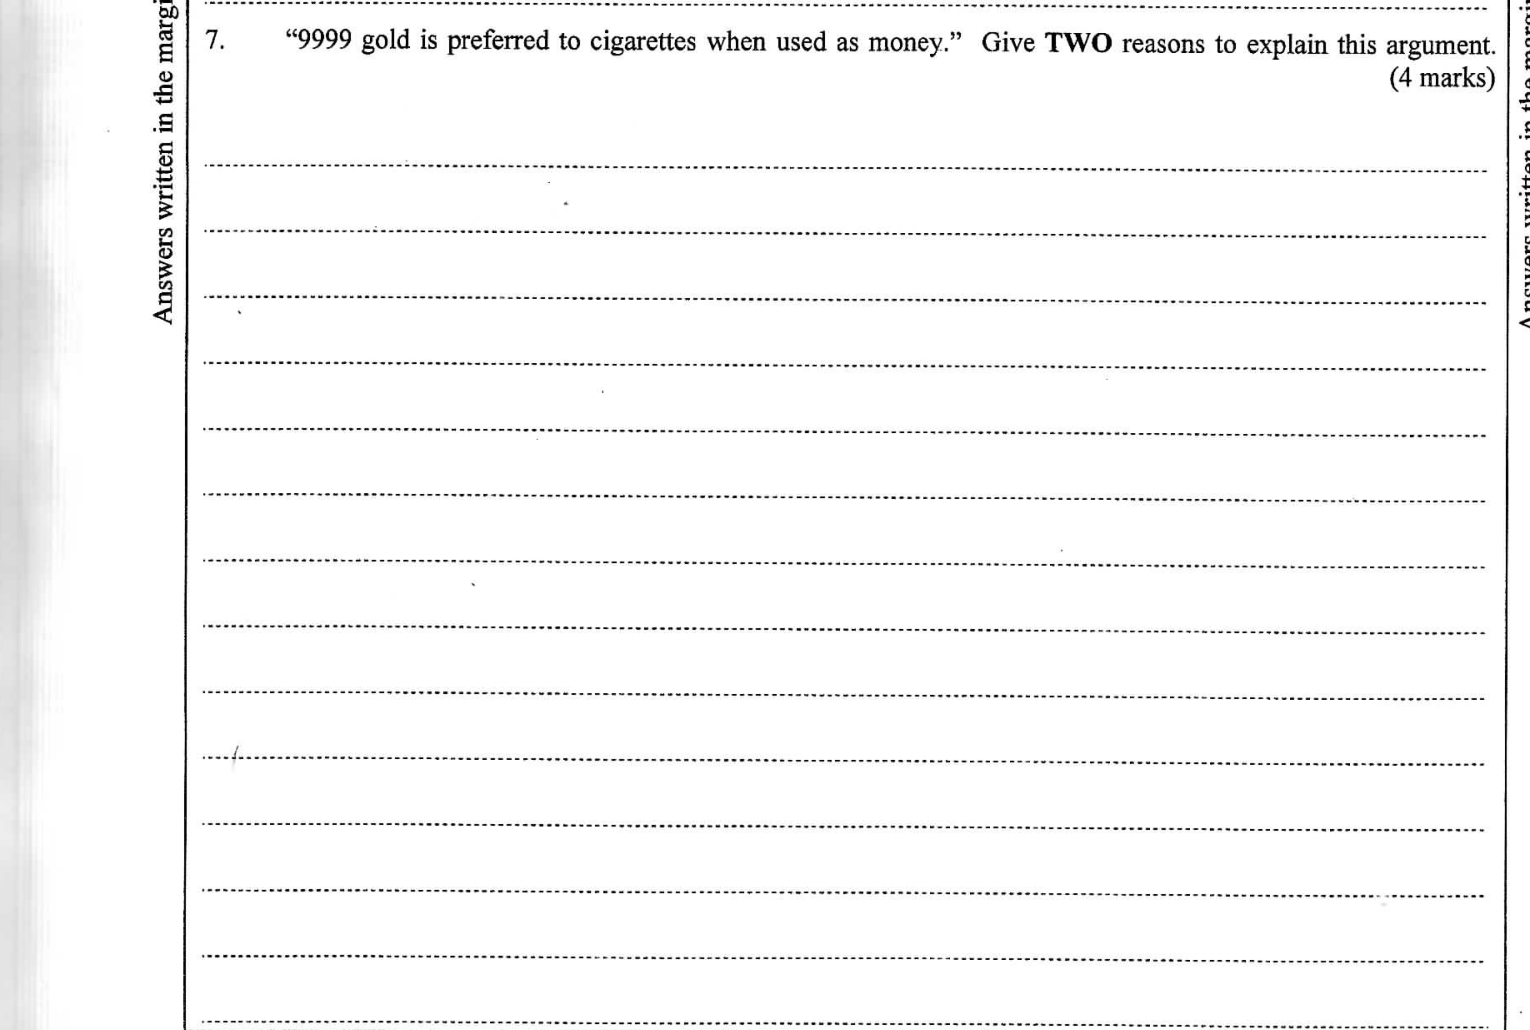 Answers written in the margi
7. “9999 gold is preferred to cigarettes when used as money.” Give TWO reasons to explain this argument.
(4 marks)
Answers written in the margin